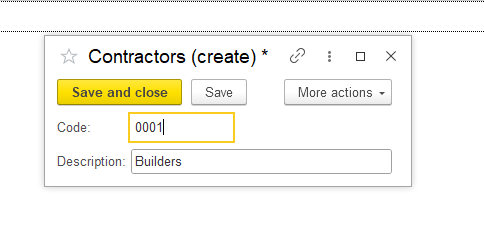 Contractors (create) *
Save and close Save More actions
Code: 0001
Description: Builders